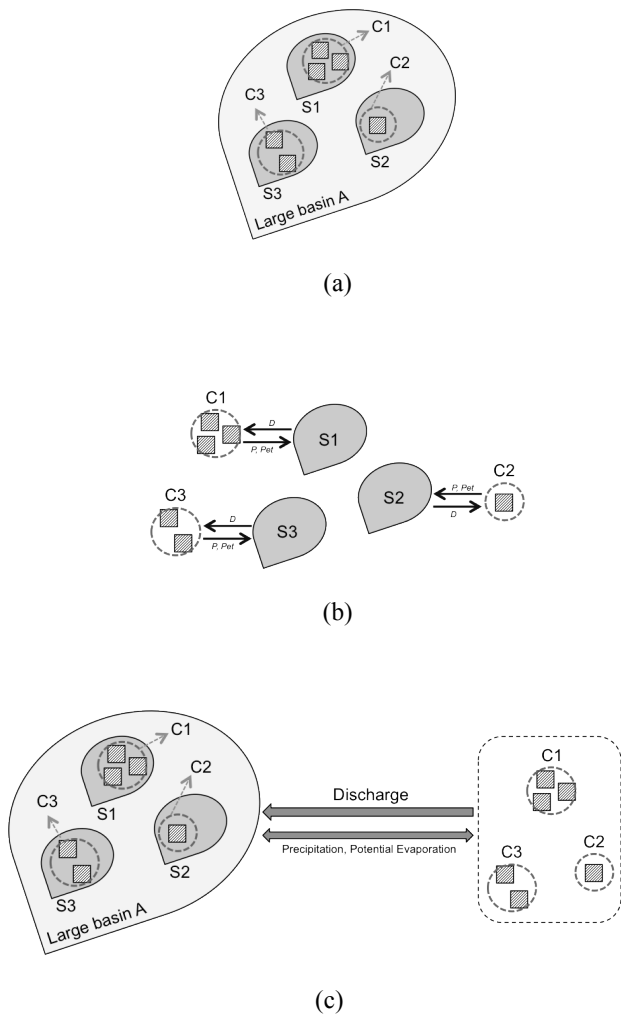 C1
C2
C3
S1
S2
S3
Large basin A
(a)
C1
D
P, Pet
S1
C3
D
P, Pet
S3
S2
P, Pet
D
C2
(b)
C1
C2
C3
S1
S2
S3
Large basin A
Discharge
Precipitation, Potential Evaporation
C1
C2
C3
(c)